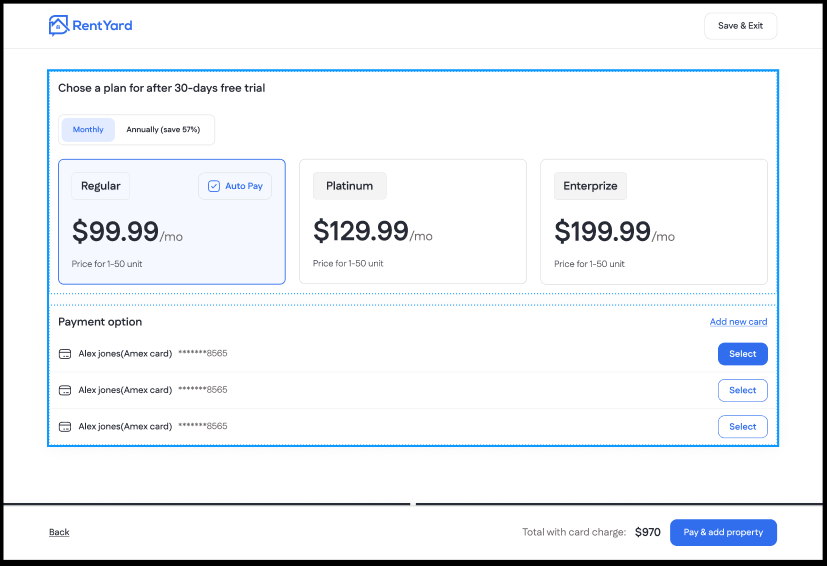 RentYard
Save & Exit
Chose a plan for after 30-days free trial
Monthly
Annually (save 57%)
Regular
Auto Pay
$99.99/mo
Price for 1-50 unit
Platinum
$129.99/mo
Price for 1-50 unit
Enterprize
$199.99/mo
Price for 1-50 unit
Payment option
Add new card
Alex jones(Amex card) *******8565
Select
Alex jones(Amex card) *******8565
Select
Alex jones(Amex card) *******8565
Select
Back
Total with card charge: $970
Pay & add property